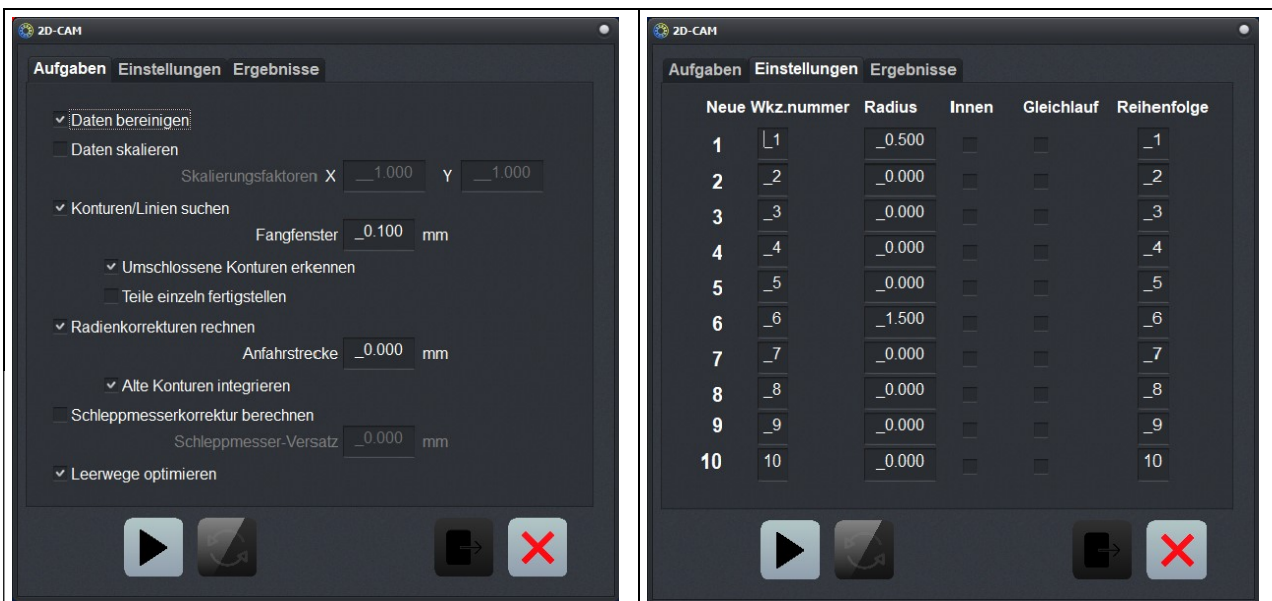 2D-CAM
Aufgaben Einstellungen Ergebnisse
Daten bereinigen
Daten skalieren
Skalierungsfaktoren X __1.000 Y __1.000
Konturen/Linien suchen
Fangfenster _0.100 mm
Umschlossene Konturen erkennen
Teile einzeln fertigstellen
Radienkorrekturen rechnen
Anfahrstrecke _0.000 mm
Alte Konturen integrieren
Schleppmesserkorrektur berechnen
Schleppmesser-Versatz _0.000 mm
Leerwege optimieren
2D-CAM
Aufgaben Einstellungen Ergebnisse
Neue Wkz.nummer Radius Innen Gleichlauf Reihenfolge
1 _1 _0.500 _1
2 _2 _0.000 _2
3 _3 _0.000 _3
4 _4 _0.000 _4
5 _5 _0.000 _5
6 _6 _1.500 _6
7 _7 _0.000 _7
8 _8 _0.000 _8
9 _9 _0.000 _9
10 10 _0.000 10